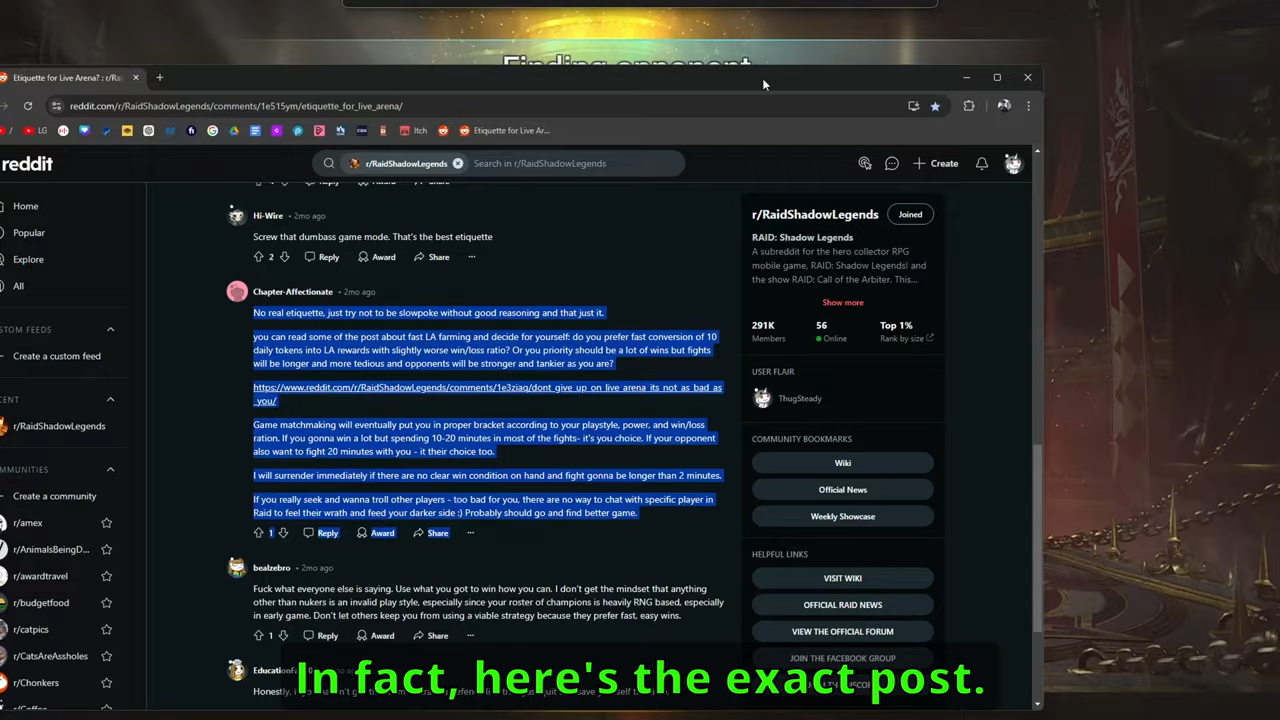 Finding opponent
Etiquette for Live Arena? : r/Rai
reddit.com/r/RaidShadowLegends/comments/1e515ym/etiquette_for_live_arena/
LG
Itch
Etiquette for Live Ar...
reddit
r/RaidShadowLegends
Search in r/RaidShadowLegends
Create
Home
Popular
Explore
All
CUSTOM FEEDS
Create a custom feed
RECENT
r/RaidShadowLegends
COMMUNITIES
Create a community
r/amex
r/AnimalsBeingD...
r/awardtravel
r/budgetfood
r/carnivalcruise
r/catpics
r/CatsAreAssholes
r/Chonkers
Reply Award Share
Hi-Wire • 2mo ago
Screw that dumbass game mode. That's the best etiquette
2 Reply Award Share ...
Chapter-Affectionate • 2mo ago
No real etiquette, just try not to be slowpoke without good reasoning and that just it.
you can read some of the post about fast LA farming and decide for yourself: do you prefer fast conversion of 10
daily tokens into LA rewards with slightly worse win/loss ratio? Or you priority should be a lot of wins but fights
will be longer and more tedious and opponents will be stronger and tankier as you are?
https://www.reddit.com/r/RaidShadowLegends/comments/1e3ziaq/dont_give_up_on_live_arena_its_not_as_bad_as
_you/
Game matchmaking will eventually put you in proper bracket according to your playstyle, power, and win/loss
ration. If you gonna win a lot but spending 10-20 minutes in most of the fights- it's you choice. If your opponent
also want to fight 20 minutes with you - it their choice too.
I will surrender immediately if there are no clear win condition on hand and fight gonna be longer than 2 minutes.
If you really seek and wanna troll other players - too bad for you, there are no way to chat with specific player in
Raid to feel their wrath and feed your darker side :) Probably should go and find better game.
1 Reply Award Share ...
bealzebro • 2mo ago
Fuck what everyone else is saying. Use what you got to win how you can. I don't get the mindset that anything
other than nukers is an invalid play style, especially since your roster of champions is heavily RNG based, especially
in early game. Don't let others keep you from using a viable strategy because they prefer fast, easy wins.
1 Reply Award Share ...
r/RaidShadowLegends
Joined
RAID: Shadow Legends
A subreddit for the hero collector RPG
mobile game, RAID: Shadow Legends! and
the show RAID: Call of the Arbiter. This...
Show more
291K 56 Top 1%
Members Online Rank by size
USER FLAIR
ThugSteady
COMMUNITY BOOKMARKS
Wiki
Official News
Weekly Showcase
HELPFUL LINKS
VISIT WIKI
OFFICIAL RAID NEWS
VIEW THE OFFICIAL FORUM
JOIN THE FACEBOOK GROUP
In fact, here's the exact post.